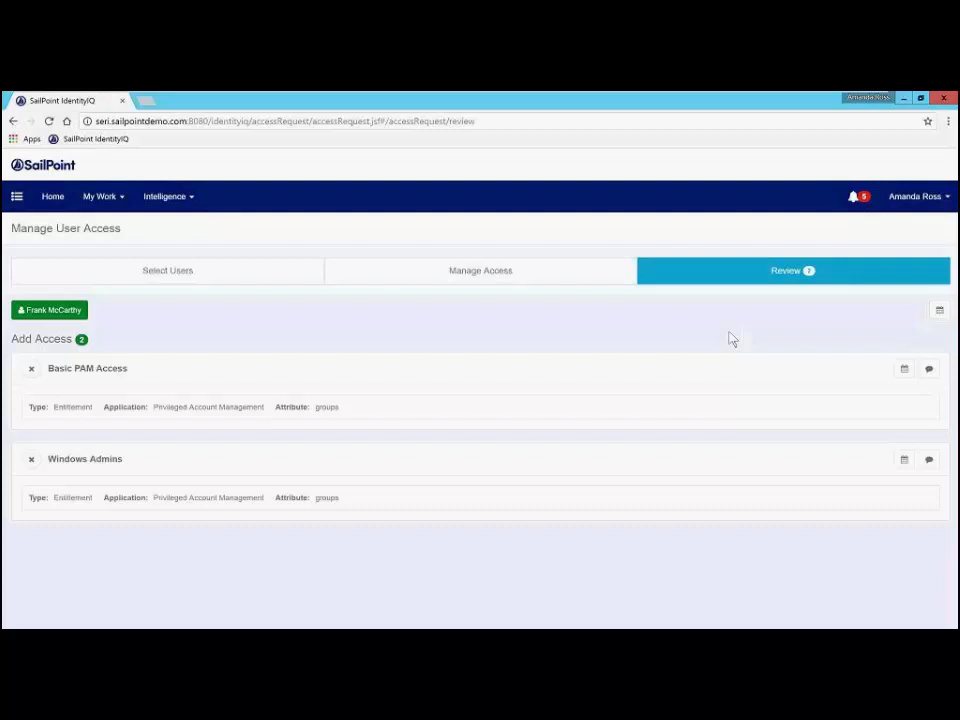 SailPoint IdentityIQ
Amanda Ross
seri.sailpointdemo.com:8080/identityiq/accessRequest/accessRequest.jsf#/accessRequest/review
Apps SailPoint IdentityIQ
SailPoint
Home My Work Intelligence 5 Amanda Ross
Manage User Access
Select Users Manage Access Review 2
Frank McCarthy
Add Access 2
Basic PAM Access
Type: Entitlement Application: Privileged Account Management Attribute: groups
Windows Admins
Type: Entitlement Application: Privileged Account Management Attribute: groups